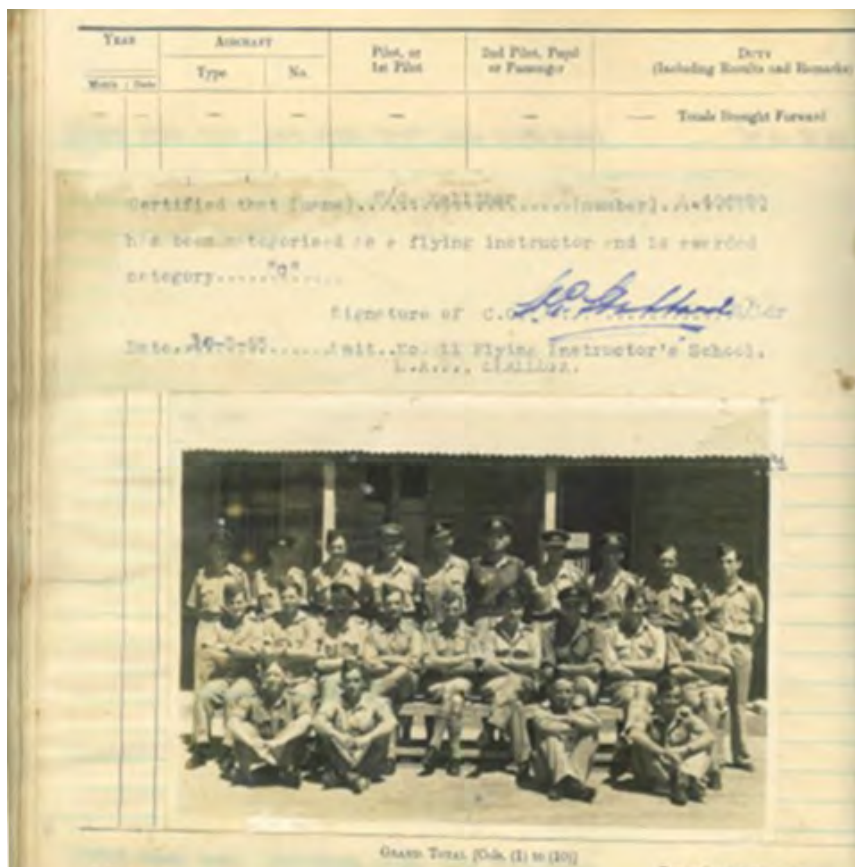 YEAR AIRCRAFT Pilot, or 1st Pilot 2nd Pilot, Pupil or Passenger DUTY (Including Results and Remarks)
Month Date Type No.
— — — — — — — Totals Brought Forward
Certified that (name)....................(number)..........
has been categorised as a flying instructor and is awarded
category......"C".....
Signature of C.O.
Date.................Unit..No. 11 Flying Instructor's School.
GRAND TOTAL [Cols. (1) to (10)]